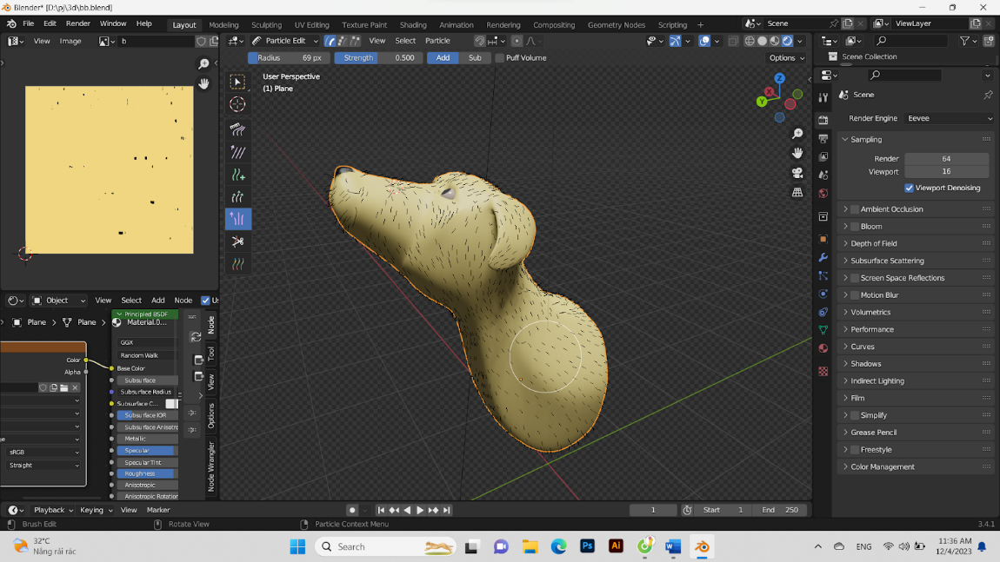 Blender* [D:\pj\3d\bb.blend]
File Edit Render Window Help Layout Modeling Sculpting UV Editing Texture Paint Shading Animation Rendering Compositing Geometry Nodes Scripting + Scene ViewLayer
View Image b
Particle Edit View Select Particle
Radius 69 px Strength 0.500 Add Sub Puff Volume Options
User Perspective
(1) Plane
Z
X
Y
Scene Collection
Scene
Render Engine Eevee
Sampling
Render 64
Viewport 16
Viewport Denoising
Ambient Occlusion
Bloom
Depth of Field
Subsurface Scattering
Screen Space Reflections
Motion Blur
Volumetrics
Performance
Curves
Shadows
Indirect Lighting
Film
Simplify
Grease Pencil
Freestyle
Color Management
Object View Select Add Node
Plane Plane Material.0...
Principled BSDF
GGX
Random Walk
Color Base Color
Alpha
Subsurface
Subsurface Radius
Subsurface C...
Subsurface IOR
Subsurface Anisotro
Metallic
sRGB Specular
Straight Specular Tint
Roughness
Anisotropic
Anisotropic Rotation
Node
Tool
View
Options
Node Wrangler
Playback Keying View Marker 1 Start 1 End 250
Brush Edit Rotate View Particle Context Menu 3.4.1
32°C
Nắng rải rác
Search
Ps
Ai
W
ENG
11:36 AM
12/4/2023